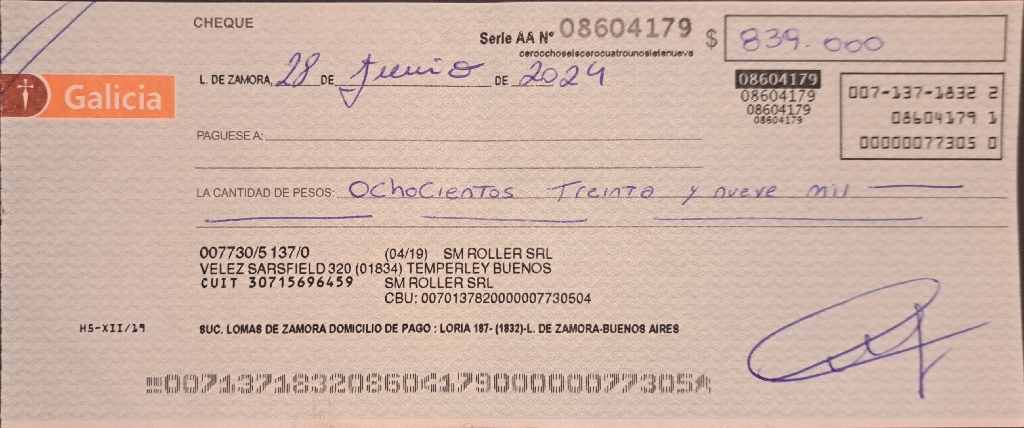 CHEQUE
Serie AA Nº 08604179
ceroochoseiscerocuatrounosietenueve
$ 839.000
L. DE ZAMORA, 28 DE Junio DE 2024
Galicia
08604179
08604179
08604179
08604179
007-137-1832 2
08604179 1
00000077305 0
PAGUESE A:
LA CANTIDAD DE PESOS: Ochocientos Treinta y nueve mil
007730/5 137/0 (04/19) SM ROLLER SRL
VELEZ SARSFIELD 320 (01834) TEMPERLEY BUENOS
CUIT 30715696459 SM ROLLER SRL
CBU: 0070137820000007730504
HS-XII/19
SUC. LOMAS DE ZAMORA DOMICILIO DE PAGO : LORIA 187- (1832)-L. DE ZAMORA-BUENOS AIRES
00713718320860417900000077305